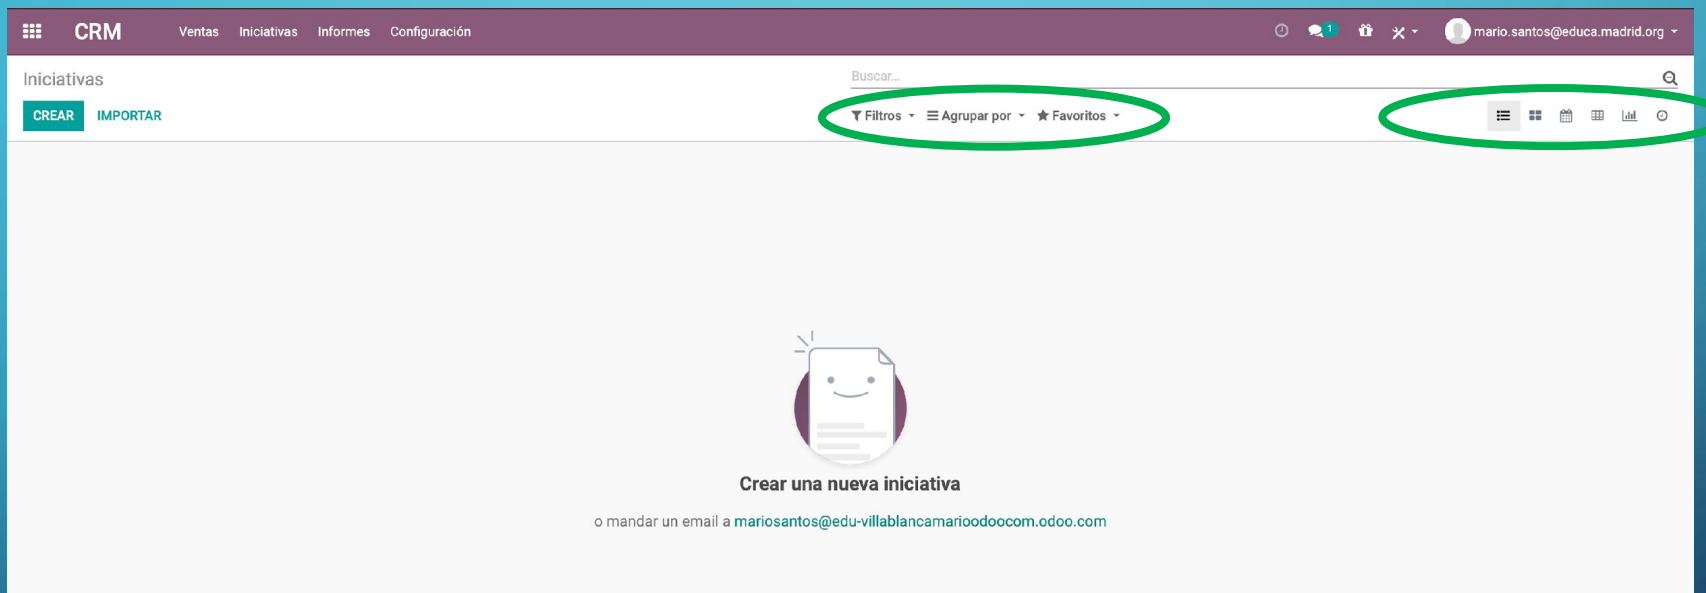 CRM Ventas Iniciativas Informes Configuración 1 mario.santos@educa.madrid.org
Iniciativas Buscar...
CREAR IMPORTAR Filtros Agrupar por Favoritos
Crear una nueva iniciativa
o mandar un email a mariosantos@edu-villablancamarioodoocom.odoo.com